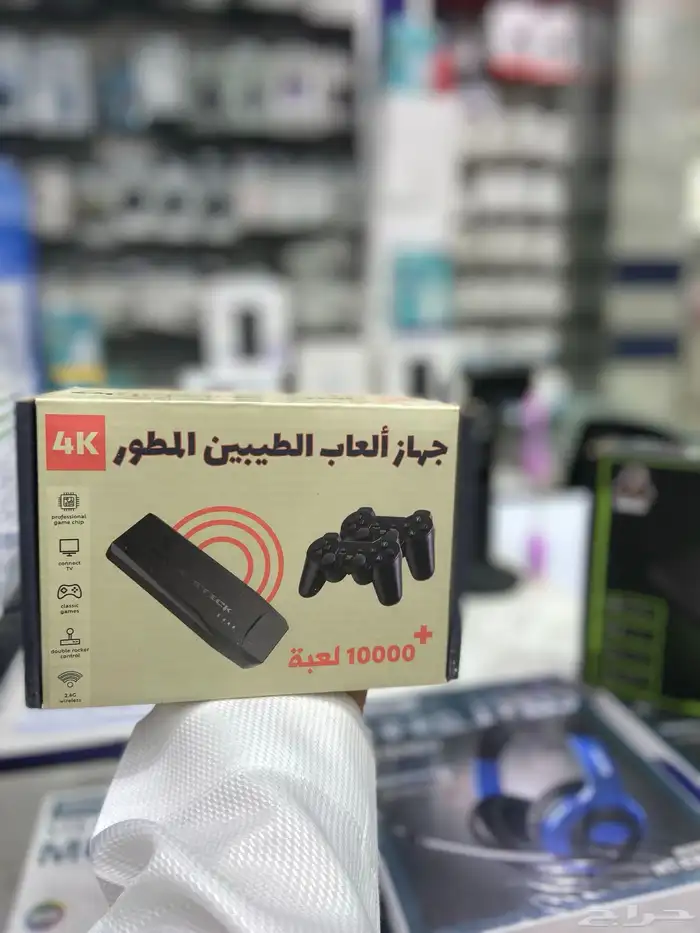 4K
جهاز ألعاب الطيبين المطور
professional
game chip
connect
TV
classic
games
double rocker
control
2.4G
wireless
STICK
+10000 لعبة
حراج